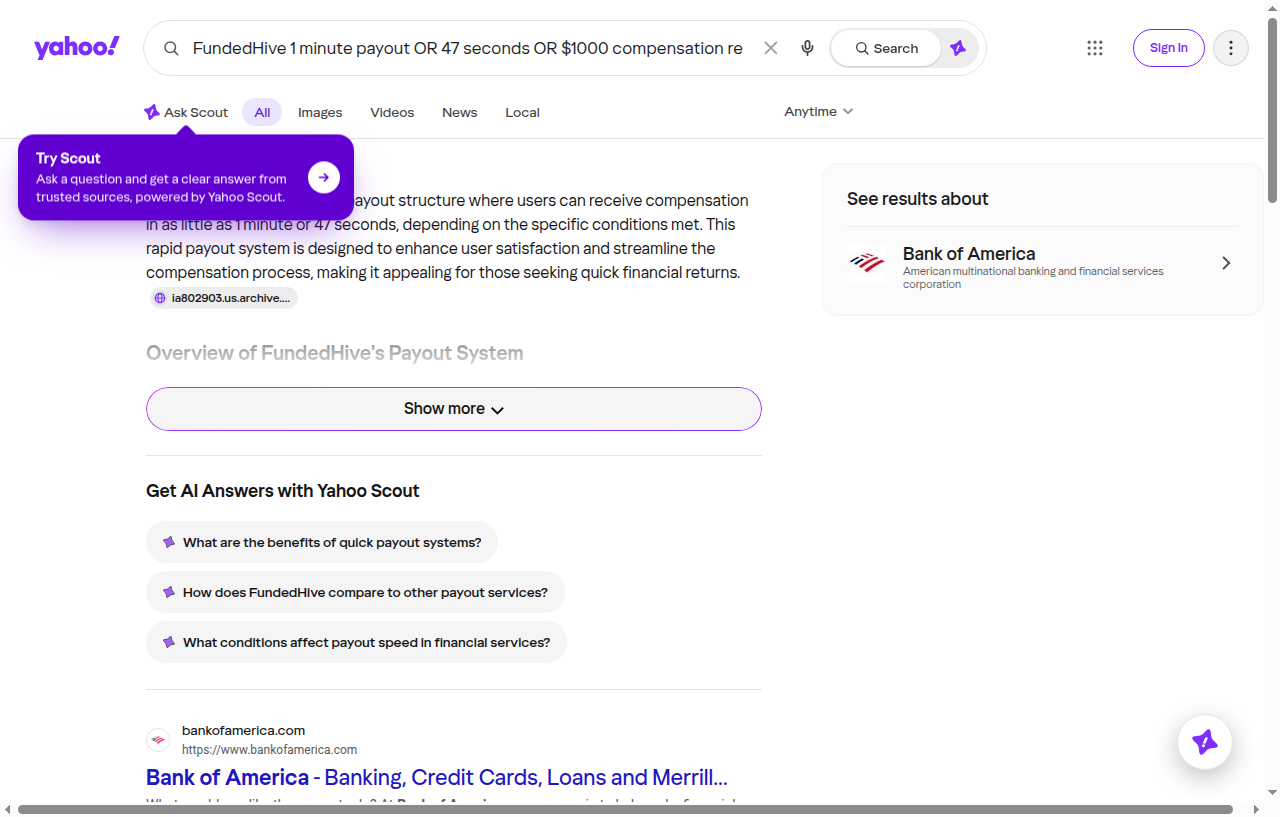 yahoo!
FundedHive 1 minute payout OR 47 seconds OR $1000 compensation re
Search
Sign In
Ask Scout
All
Images
Videos
News
Local
Anytime
Try Scout
Ask a question and get a clear answer from
trusted sources, powered by Yahoo Scout.
ayout structure where users can receive compensation
in as little as 1 minute or 47 seconds, depending on the specific conditions met. This
rapid payout system is designed to enhance user satisfaction and streamline the
compensation process, making it appealing for those seeking quick financial returns.
ia802903.us.archive....
Overview of FundedHive's Payout System
Show more
Get AI Answers with Yahoo Scout
What are the benefits of quick payout systems?
How does FundedHive compare to other payout services?
What conditions affect payout speed in financial services?
bankofamerica.com
https://www.bankofamerica.com
Bank of America - Banking, Credit Cards, Loans and Merrill...
See results about
Bank of America
American multinational banking and financial services
corporation